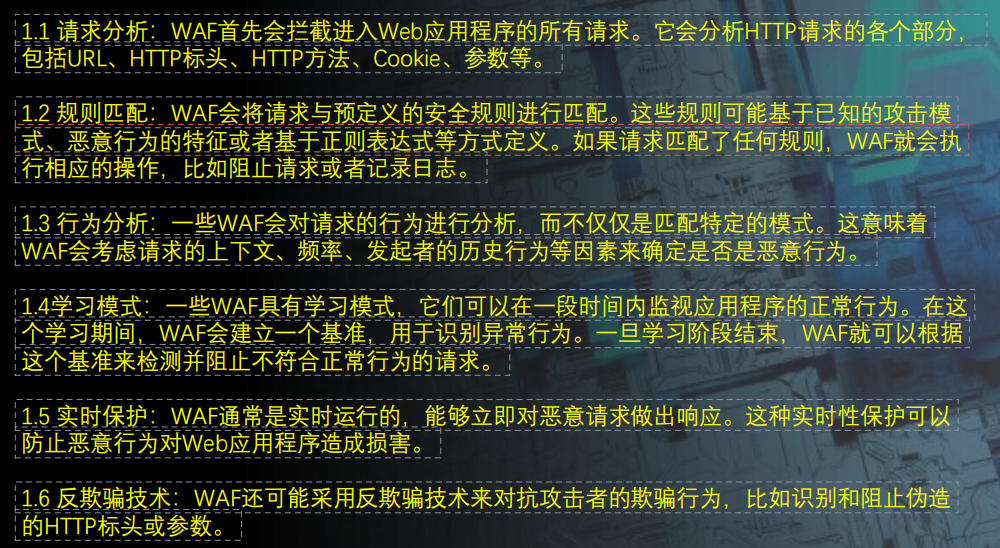 1.1 请求分析：WAF首先会拦截进入Web应用程序的所有请求。它会分析HTTP请求的各个部分，
包括URL、HTTP标头、HTTP方法、Cookie、参数等。
1.2 规则匹配：WAF会将请求与预定义的安全规则进行匹配。这些规则可能基于已知的攻击模
式、恶意行为的特征或者基于正则表达式等方式定义。如果请求匹配了任何规则，WAF就会执
行相应的操作，比如阻止请求或者记录日志。
1.3 行为分析：一些WAF会对请求的行为进行分析，而不仅仅是匹配特定的模式。这意味着
WAF会考虑请求的上下文、频率、发起者的历史行为等因素来确定是否是恶意行为。
1.4学习模式：一些WAF具有学习模式，它们可以在一段时间内监视应用程序的正常行为。在这
个学习期间，WAF会建立一个基准，用于识别异常行为。一旦学习阶段结束，WAF就可以根据
这个基准来检测并阻止不符合正常行为的请求。
1.5 实时保护：WAF通常是实时运行的，能够立即对恶意请求做出响应。这种实时性保护可以
防止恶意行为对Web应用程序造成损害。
1.6 反欺骗技术：WAF还可能采用反欺骗技术来对抗攻击者的欺骗行为，比如识别和阻止伪造
的HTTP标头或参数。